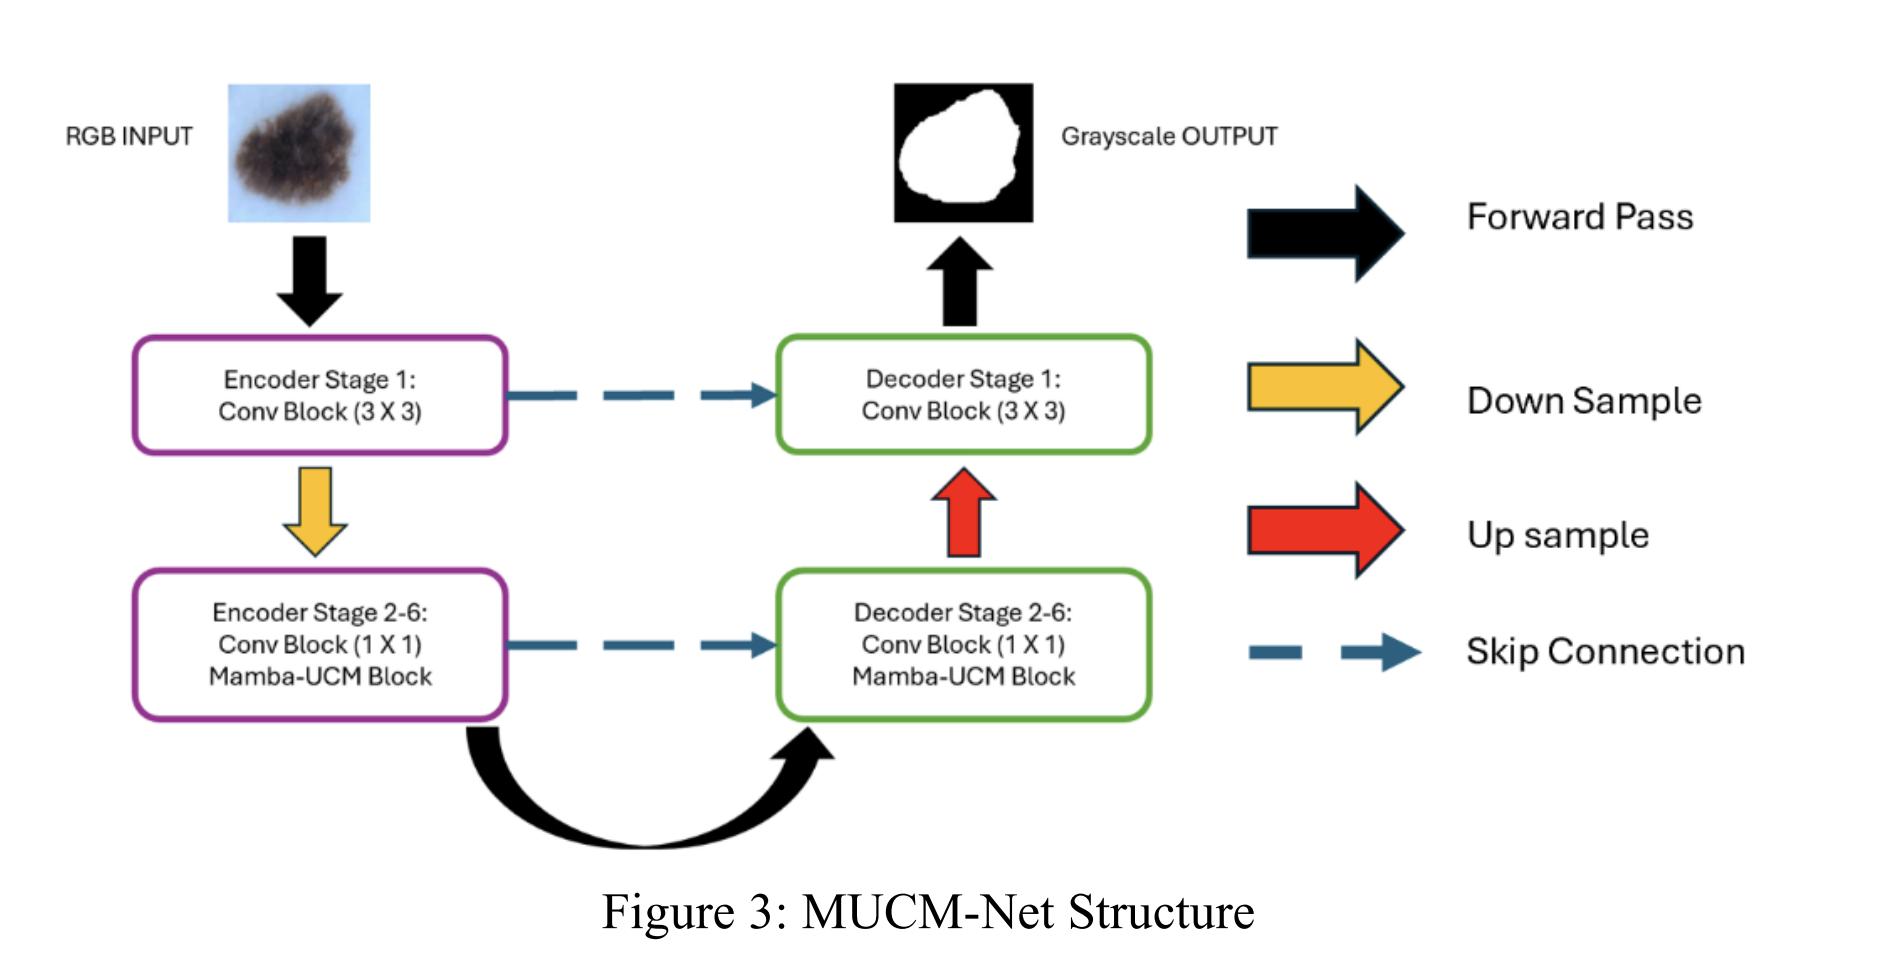 RGB INPUT
Grayscale OUTPUT
Forward Pass
Encoder Stage 1:
Conv Block (3 X 3)
Decoder Stage 1:
Conv Block (3 X 3)
Down Sample
Up sample
Encoder Stage 2-6:
Conv Block (1 X 1)
Mamba-UCM Block
Decoder Stage 2-6:
Conv Block (1 X 1)
Mamba-UCM Block
Skip Connection
Figure 3: MUCM-Net Structure